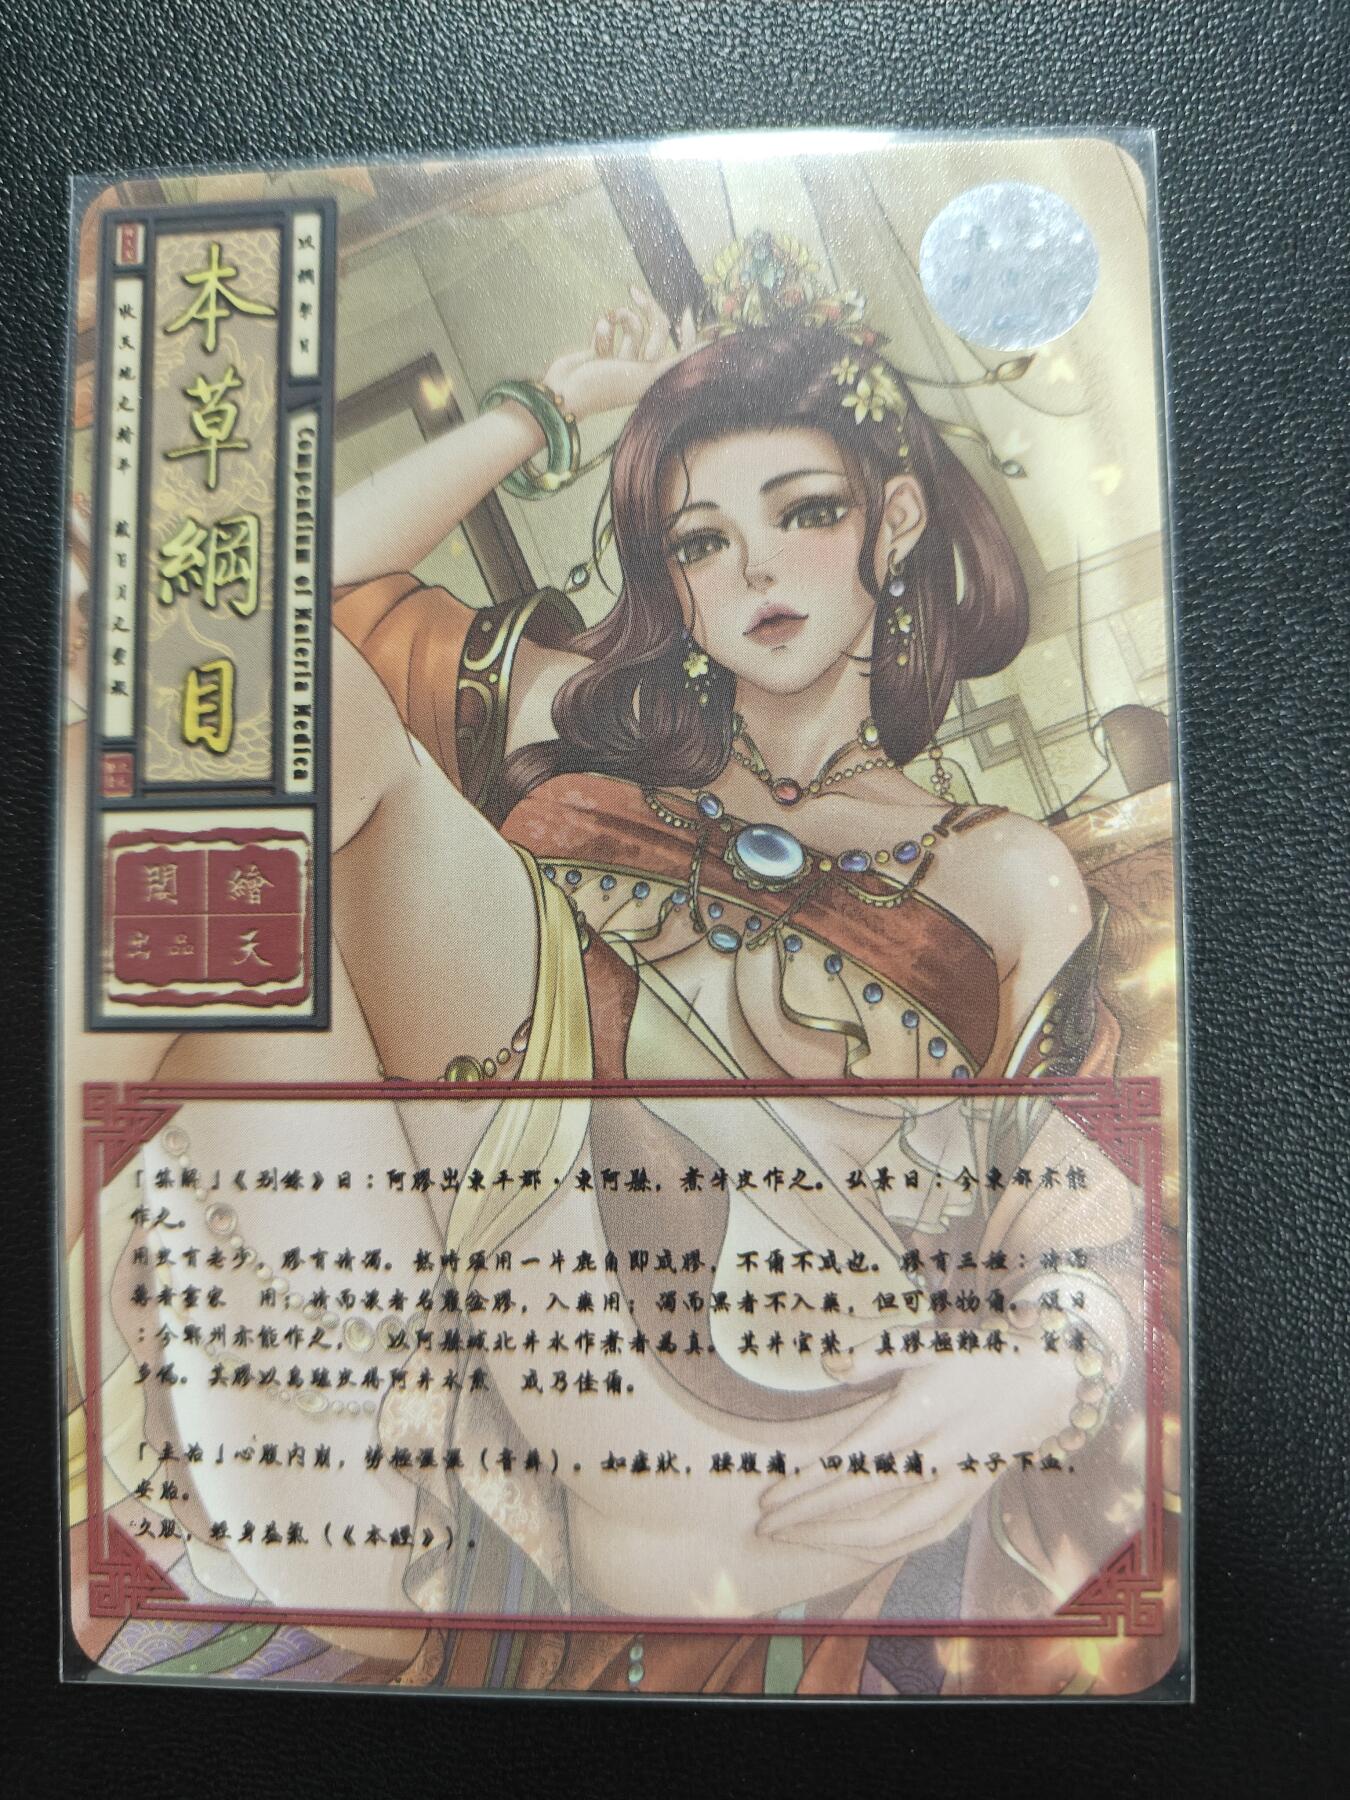 本草綱目
Compendium of Materia Medica
收天地之
繪天
閣出品
「集解」《别錄》曰：阿膠出東平郡·東阿縣，煮牛皮作之。弘景曰：今東都亦能
作之。
用皮有老少，膠有清濁。熬時須用一片鹿角即成膠，不爾不成也。膠有三種：清而
薄者畫家 用；清而濃者名覆盆膠，入藥用；濁而黑者不入藥，但可膠物爾。頌曰
：今鄆州亦能作之， 以阿縣城北井水作煮者為真。其井官禁，真膠極難得，貨者
多偽。其膠以烏驢皮得阿井水煎 成乃佳爾。
「主治」心腹內崩，勞極灑灑（音蘚）。如瘧狀，腰腹痛，四肢酸痛，女子下血，
安胎。
久服，輕身益氣（《本經》）。